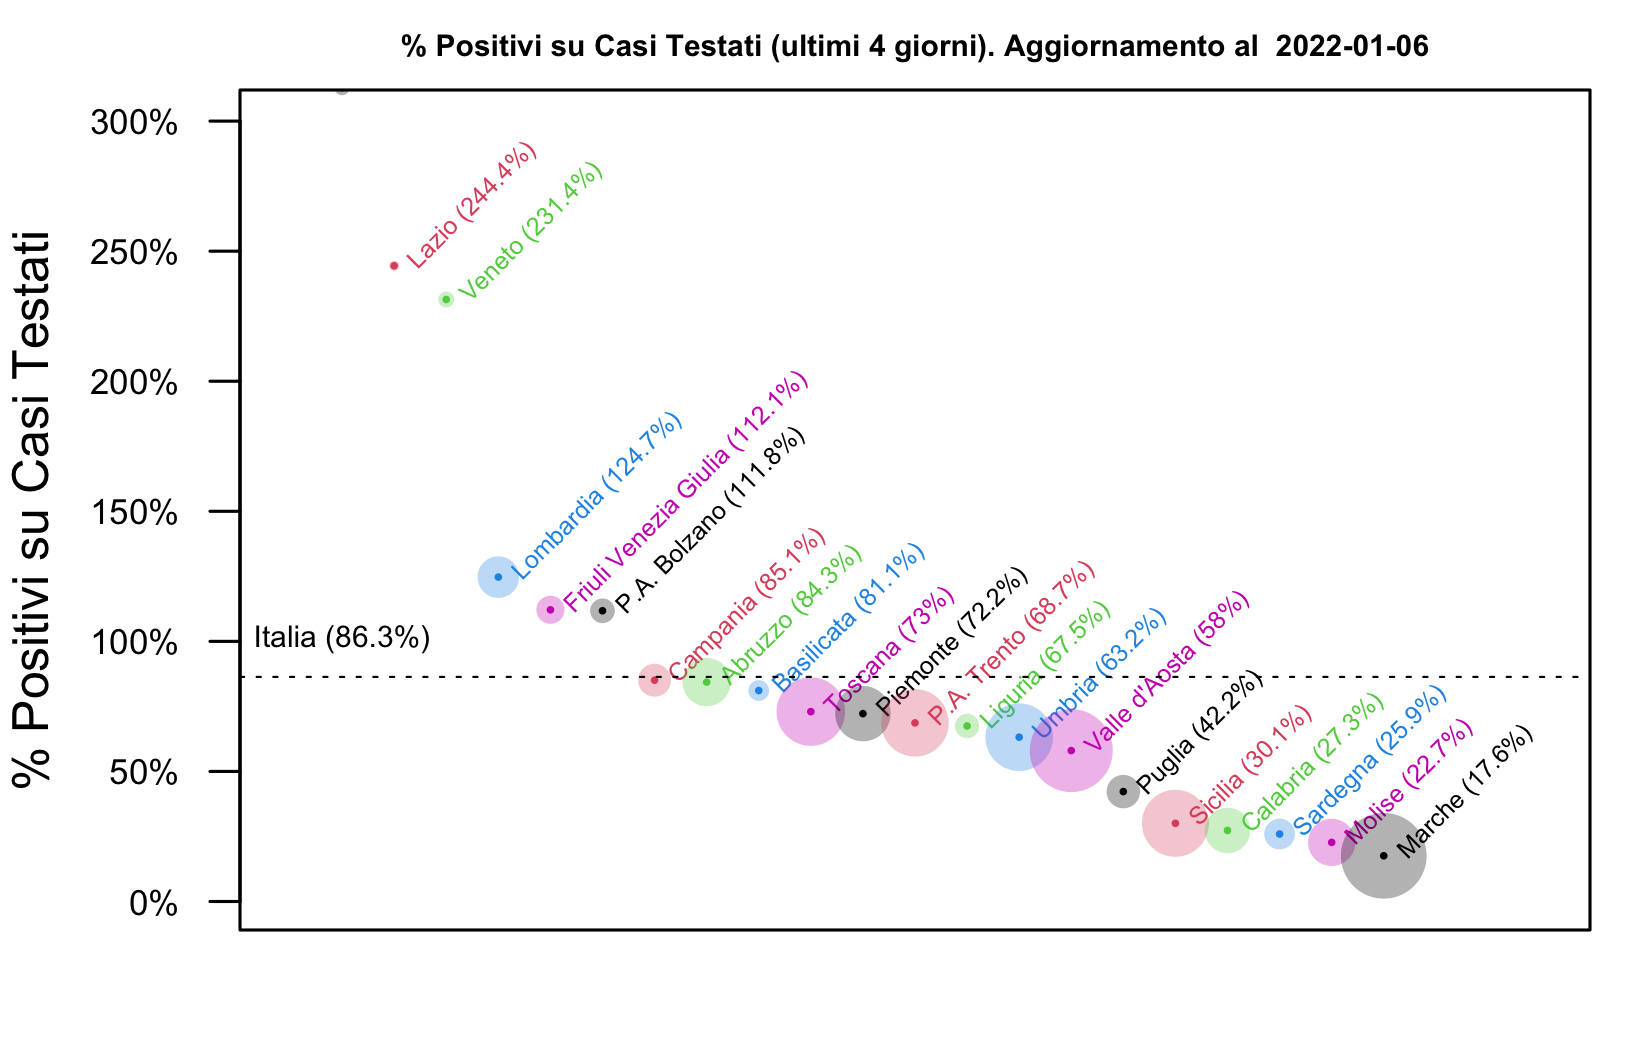 % Positivi su Casi Testati (ultimi 4 giorni). Aggiornamento al  2022-01-06
% Positivi su Casi Testati
300%
250%
200%
150%
100%
50%
0%
Italia (86.3%)
Lazio (244.4%)
Veneto (231.4%)
Lombardia (124.7%)
Friuli Venezia Giulia (112.1%)
P.A. Bolzano (111.8%)
Campania (85.1%)
Abruzzo (84.3%)
Basilicata (81.1%)
Toscana (73%)
Piemonte (72.2%)
P.A. Trento (68.7%)
Liguria (67.5%)
Umbria (63.2%)
Valle d'Aosta (58%)
Puglia (42.2%)
Sicilia (30.1%)
Calabria (27.3%)
Sardegna (25.9%)
Molise (22.7%)
Marche (17.6%)